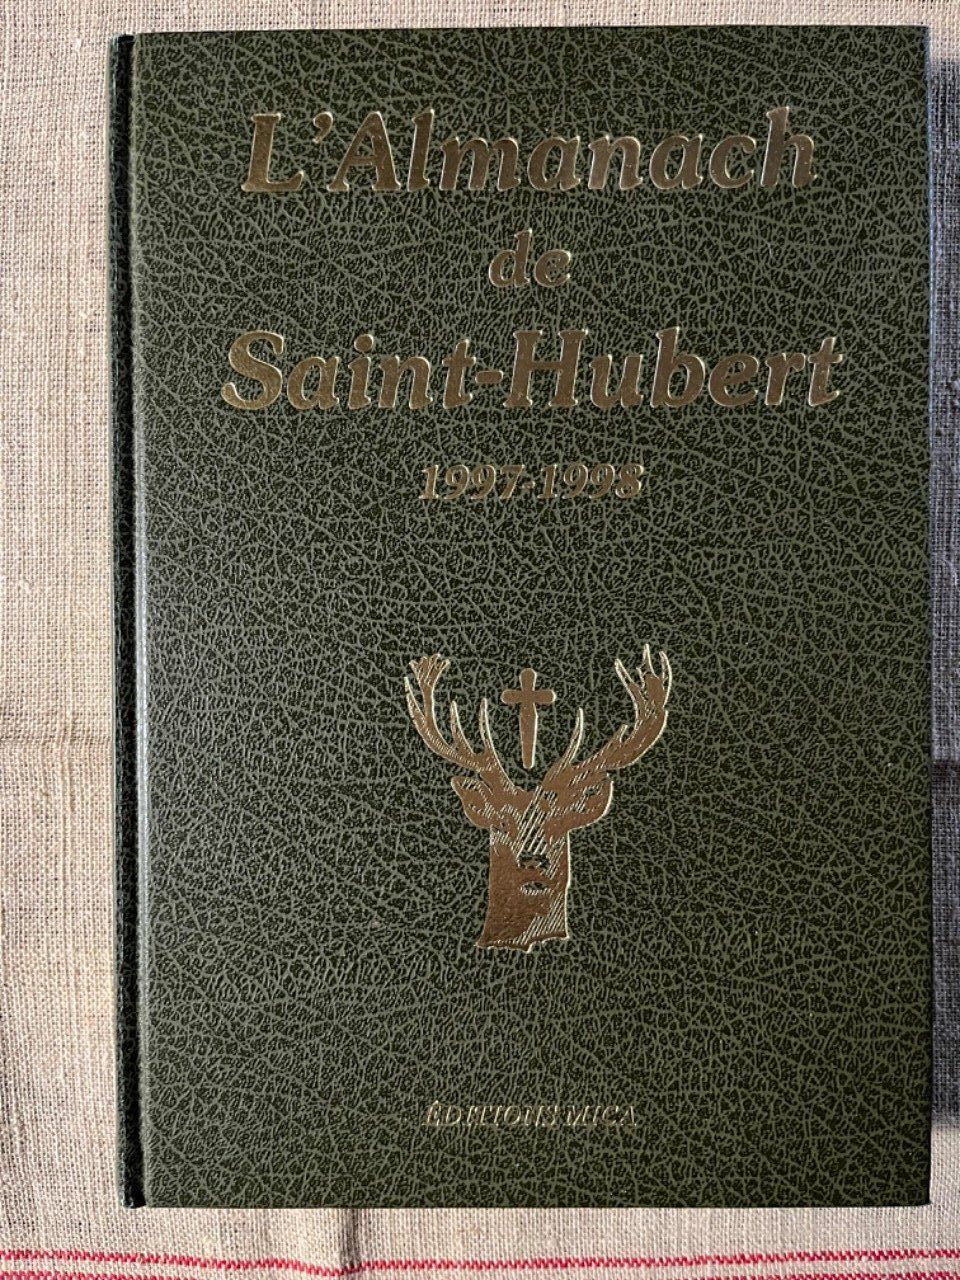 L'Almanach
de
Saint-Hubert
1997-1998
ÉDITIONS MICA